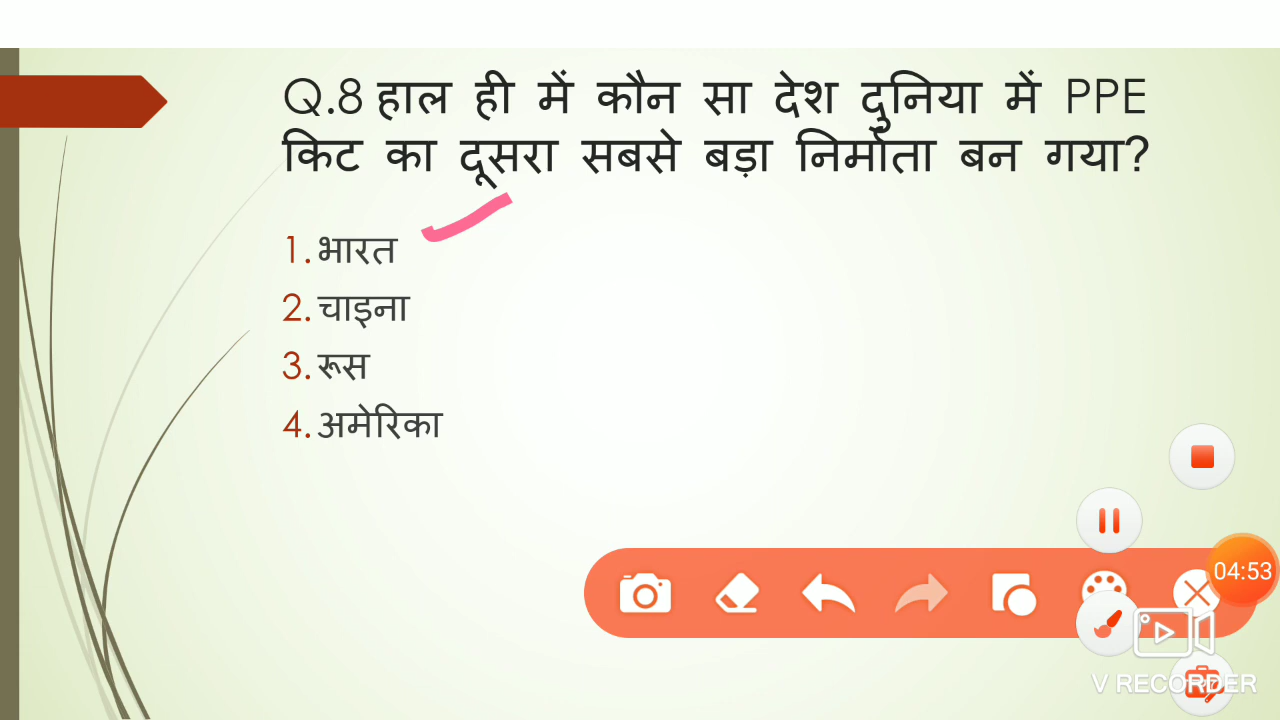 Q.8 हाल ही में कौन सा देश दुनिया में PPE
किट का दूसरा सबसे बड़ा निर्माता बन गया?
1. भारत
2. चाइना
3. रूस
4. अमेरिका
04:53
V RECORDER